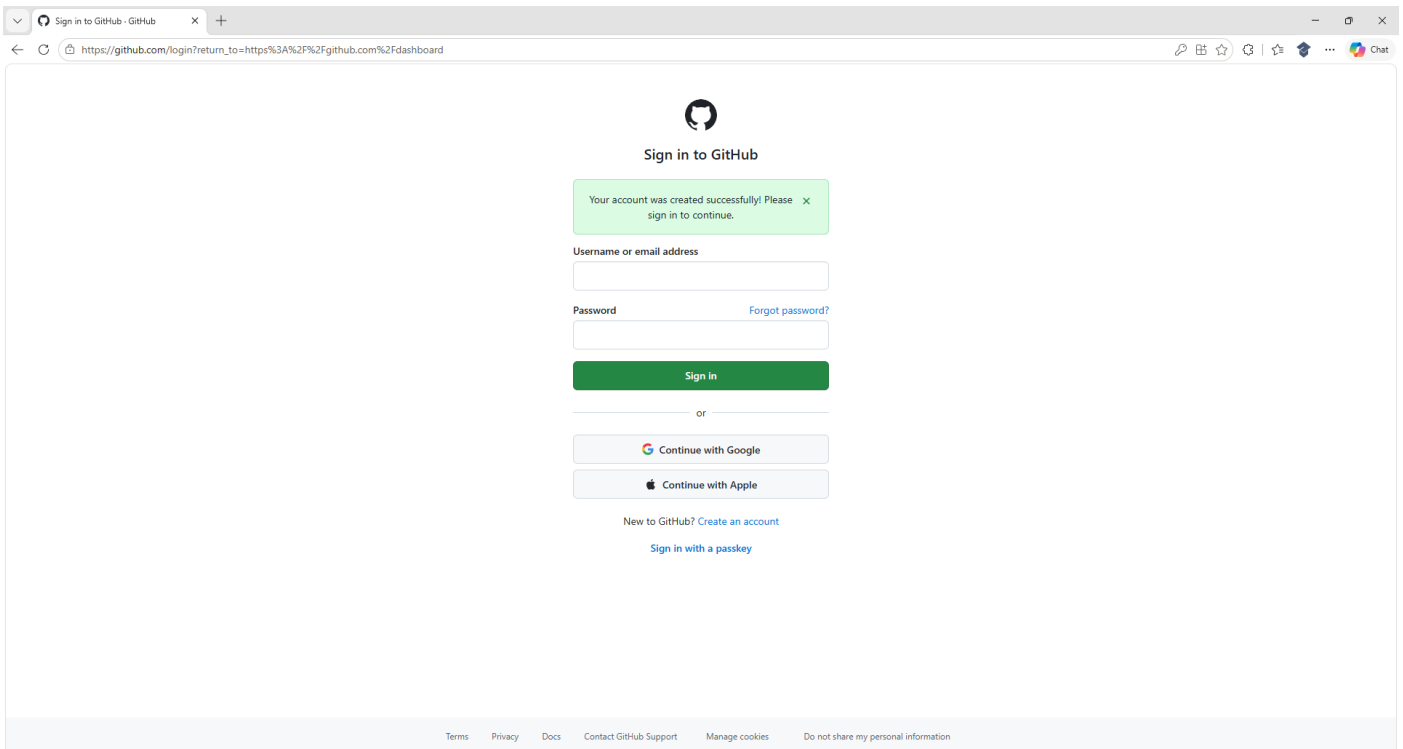 Sign in to GitHub · GitHub
https://github.com/login?return_to=https%3A%2F%2Fgithub.com%2Fdashboard
Chat
Sign in to GitHub
Your account was created successfully! Please
sign in to continue.
Username or email address
Password Forgot password?
Sign in
or
Continue with Google
Continue with Apple
New to GitHub? Create an account
Sign in with a passkey
Terms Privacy Docs Contact GitHub Support Manage cookies Do not share my personal information